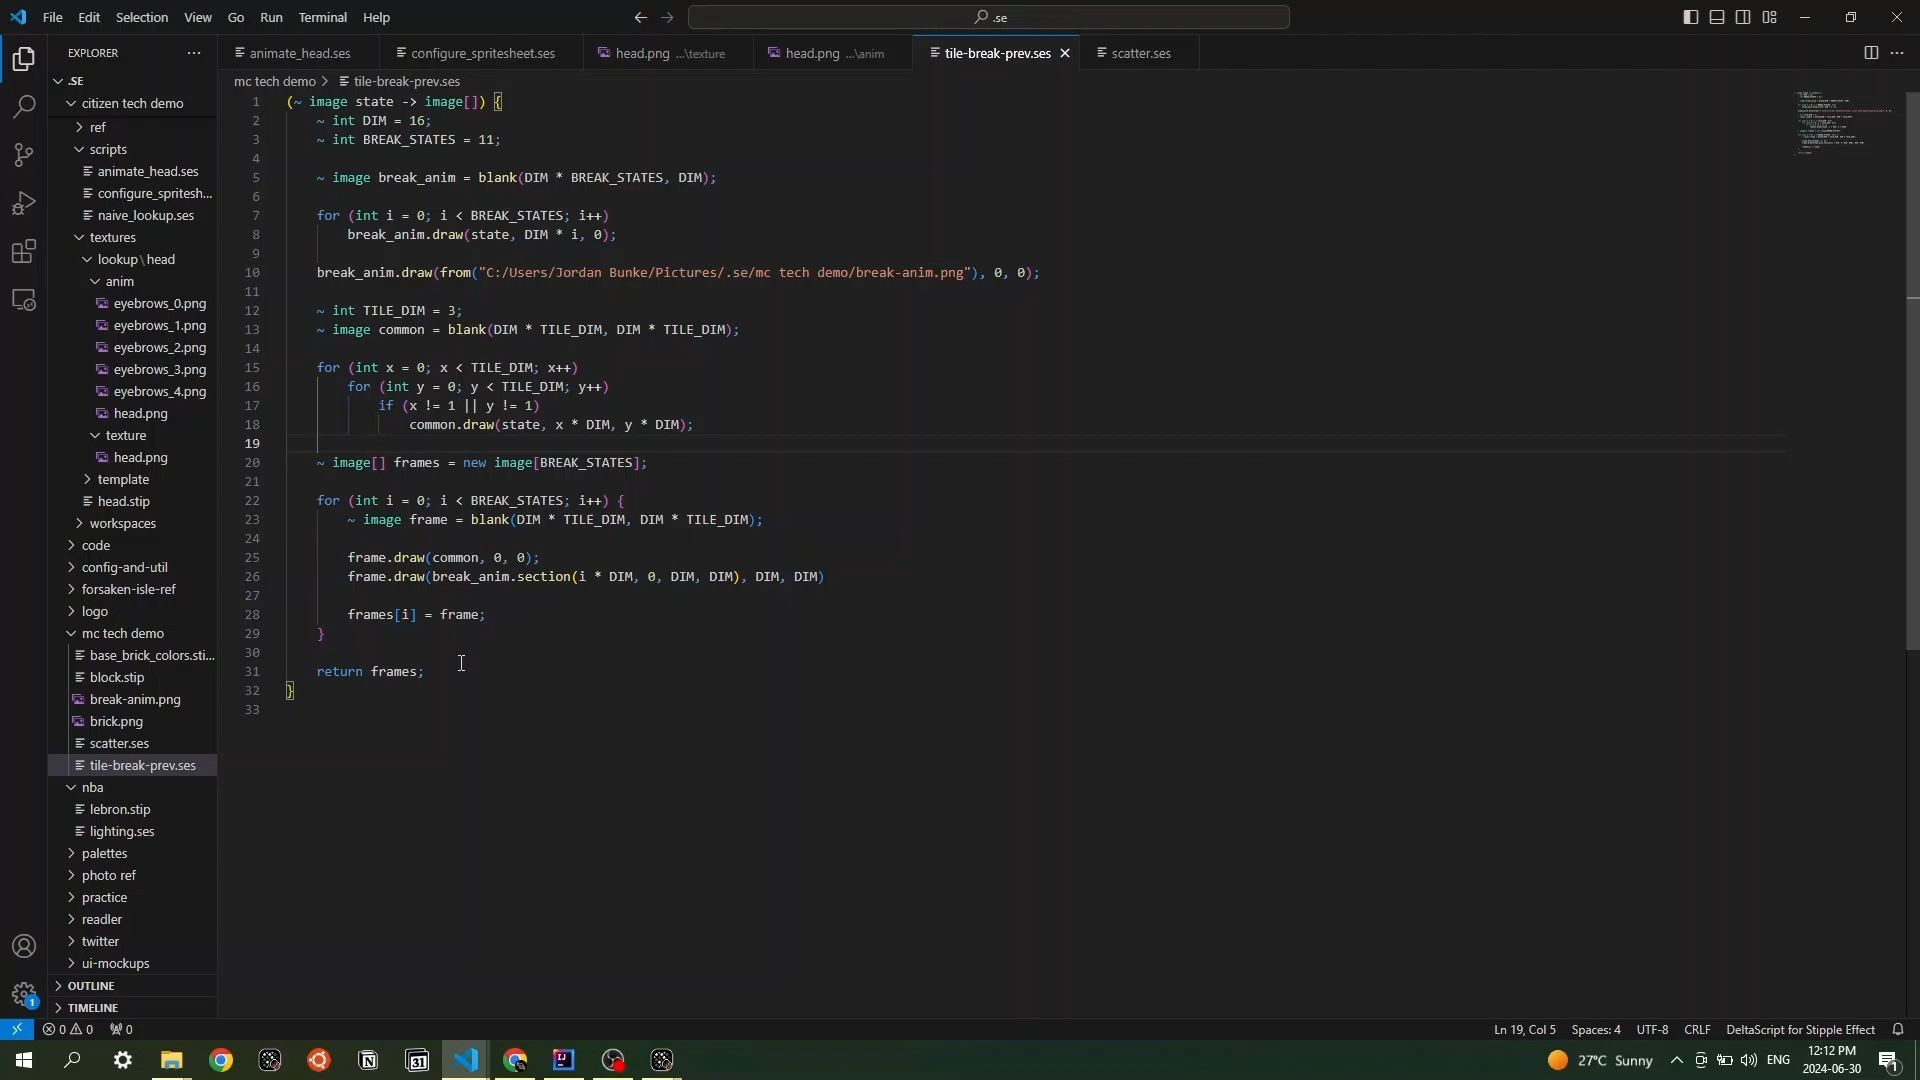 File Edit Selection View Go Run Terminal Help
.se
EXPLORER
animate_head.ses
configure_spritesheet.ses
head.png ...\texture
head.png ...\anim
tile-break-prev.ses
scatter.ses
mc tech demo > tile-break-prev.ses
.SE
citizen tech demo
ref
scripts
animate_head.ses
configure_spritesh...
naive_lookup.ses
textures
lookup\head
anim
eyebrows_0.png
eyebrows_1.png
eyebrows_2.png
eyebrows_3.png
eyebrows_4.png
head.png
texture
head.png
template
head.stip
workspaces
code
config-and-util
forsaken-isle-ref
logo
mc tech demo
base_brick_colors.sti...
block.stip
break-anim.png
brick.png
scatter.ses
tile-break-prev.ses
nba
lebron.stip
lighting.ses
palettes
photo ref
practice
readler
twitter
ui-mockups
OUTLINE
TIMELINE
1 (~ image state -> image[]) {
2 ~ int DIM = 16;
3 ~ int BREAK_STATES = 11;
4
5 ~ image break_anim = blank(DIM * BREAK_STATES, DIM);
6
7 for (int i = 0; i < BREAK_STATES; i++)
8 break_anim.draw(state, DIM * i, 0);
9
10 break_anim.draw(from("C:/Users/Jordan Bunke/Pictures/.se/mc tech demo/break-anim.png"), 0, 0);
11
12 ~ int TILE_DIM = 3;
13 ~ image common = blank(DIM * TILE_DIM, DIM * TILE_DIM);
14
15 for (int x = 0; x < TILE_DIM; x++)
16 for (int y = 0; y < TILE_DIM; y++)
17 if (x != 1 || y != 1)
18 common.draw(state, x * DIM, y * DIM);
19
20 ~ image[] frames = new image[BREAK_STATES];
21
22 for (int i = 0; i < BREAK_STATES; i++) {
23 ~ image frame = blank(DIM * TILE_DIM, DIM * TILE_DIM);
24
25 frame.draw(common, 0, 0);
26 frame.draw(break_anim.section(i * DIM, 0, DIM, DIM), DIM, DIM)
27
28 frames[i] = frame;
29 }
30
31 return frames;
32 }
33
1
0 0 0
Ln 19, Col 5 Spaces: 4 UTF-8 CRLF DeltaScript for Stipple Effect
31
27°C Sunny
ENG
12:12 PM
2024-06-30
1